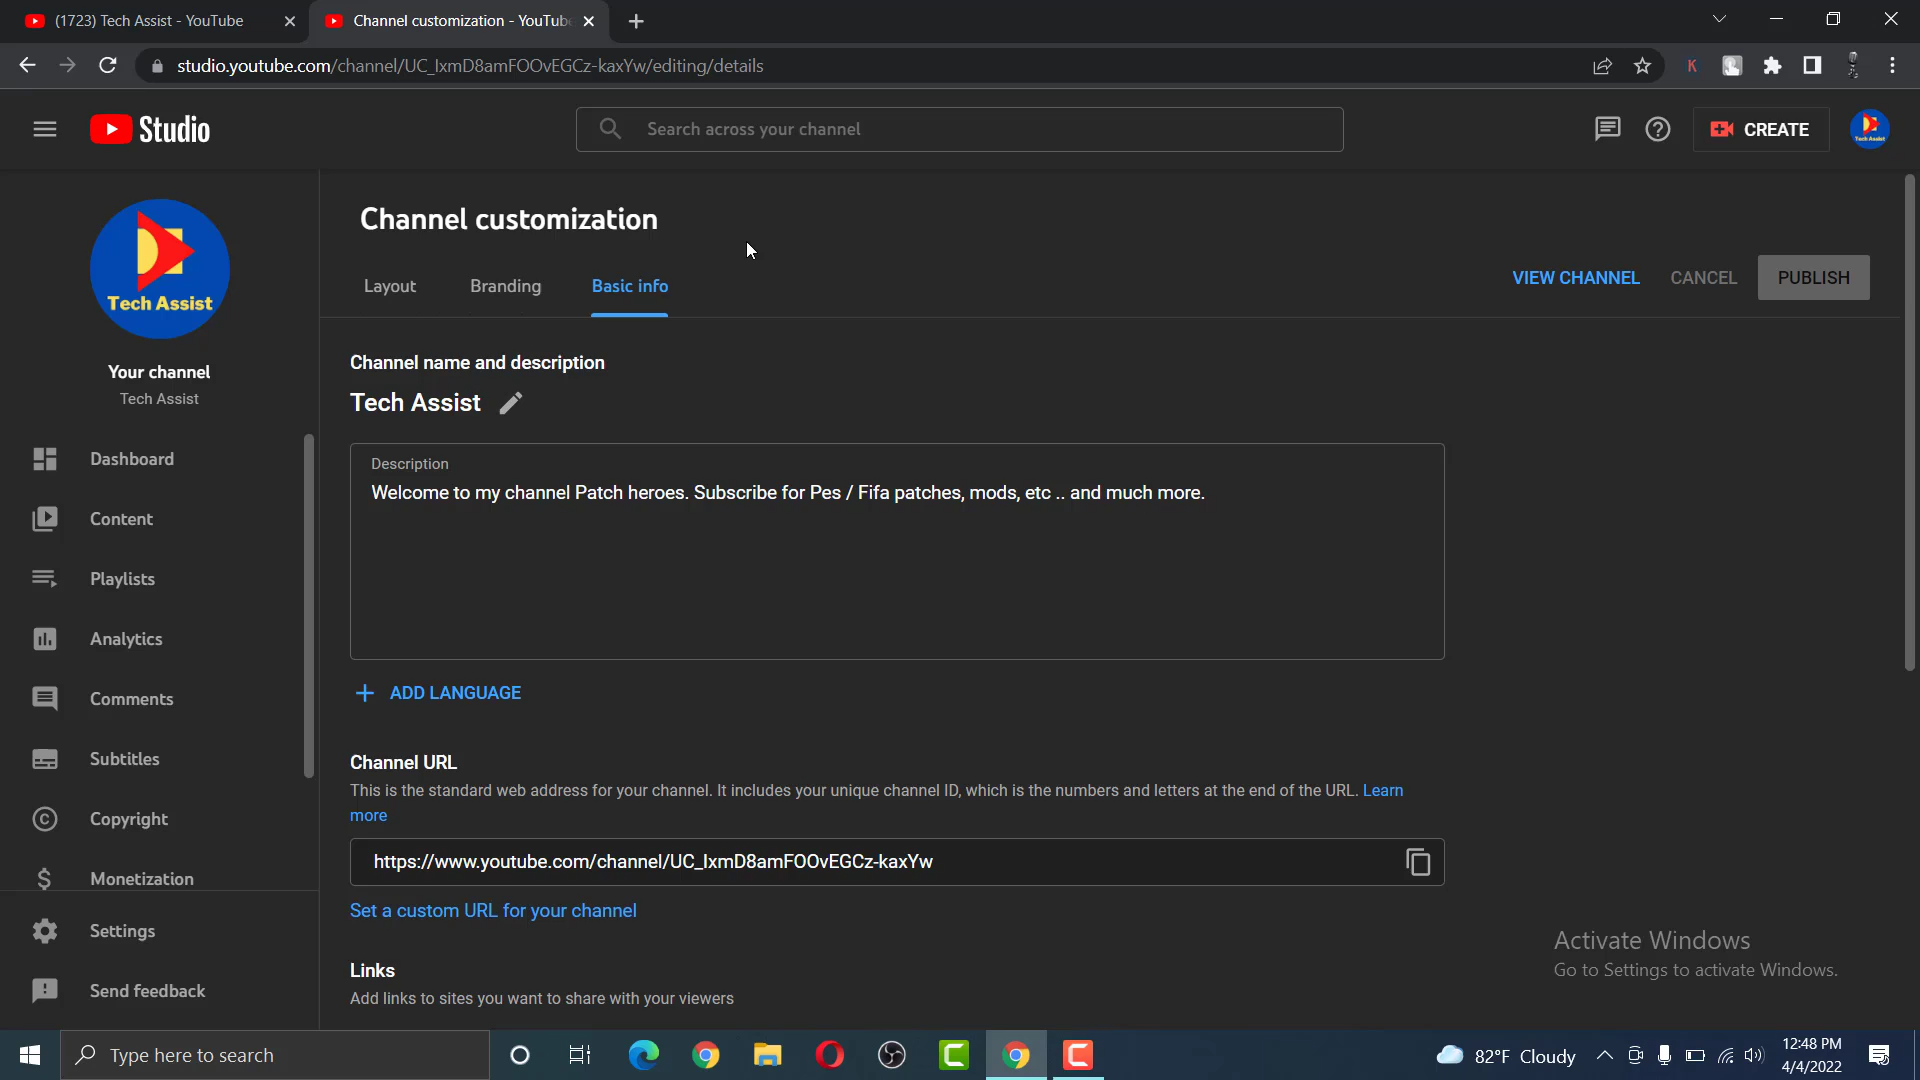 (1723) Tech Assist - YouTube
Channel customization - YouTub
studio.youtube.com/channel/UC_IxmD8amFOOvEGCz-kaxYw/editing/details
K
Studio
Search across your channel
CREATE
Tech Assist
Tech Assist
Your channel
Tech Assist
Dashboard
Content
Playlists
Analytics
Comments
Subtitles
Copyright
Monetization
Settings
Send feedback
Channel customization
Layout
Branding
Basic info
VIEW CHANNEL
CANCEL
PUBLISH
Channel name and description
Tech Assist
Description
Welcome to my channel Patch heroes. Subscribe for Pes / Fifa patches, mods, etc .. and much more.
ADD LANGUAGE
Channel URL
This is the standard web address for your channel. It includes your unique channel ID, which is the numbers and letters at the end of the URL. Learn
more
https://www.youtube.com/channel/UC_IxmD8amFOOvEGCz-kaxYw
Set a custom URL for your channel
Links
Add links to sites you want to share with your viewers
Activate Windows
Go to Settings to activate Windows.
Type here to search
82°F Cloudy
12:48 PM
4/4/2022